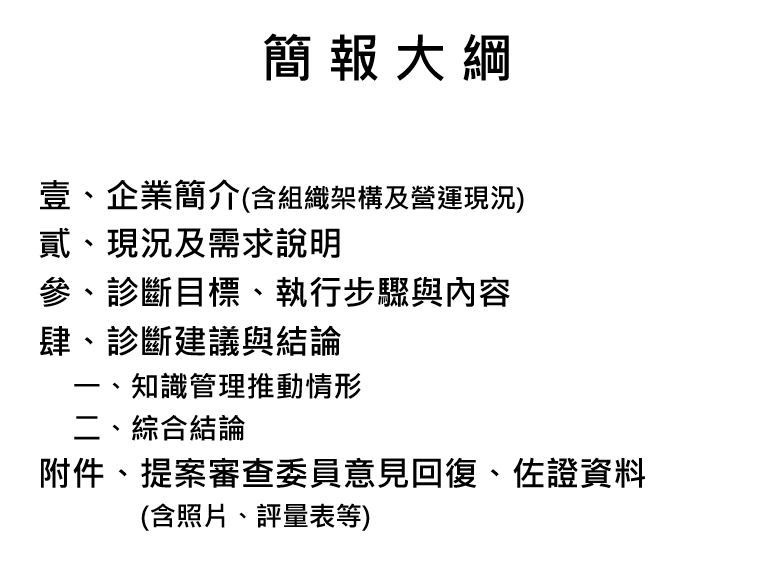 簡報大綱
壹、企業簡介(含組織架構及營運現況)
貳、現況及需求說明
參、診斷目標、執行步驟與內容
肆、診斷建議與結論
一、知識管理推動情形
二、綜合結論
附件、提案審查委員意見回復、佐證資料
(含照片、評量表等)